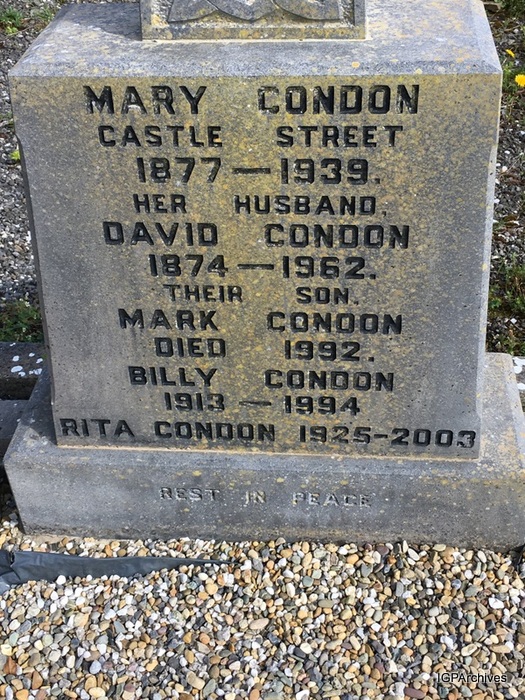 MARY CONDON
CASTLE STREET
1877 — 1939.
HER HUSBAND,
DAVID CONDON
1874 — 1962.
THEIR SON.
MARK CONDON
DIED 1992.
BILLY CONDON
1913 — 1994
RITA CONDON 1925-2003
REST IN PEACE
IGPArchives